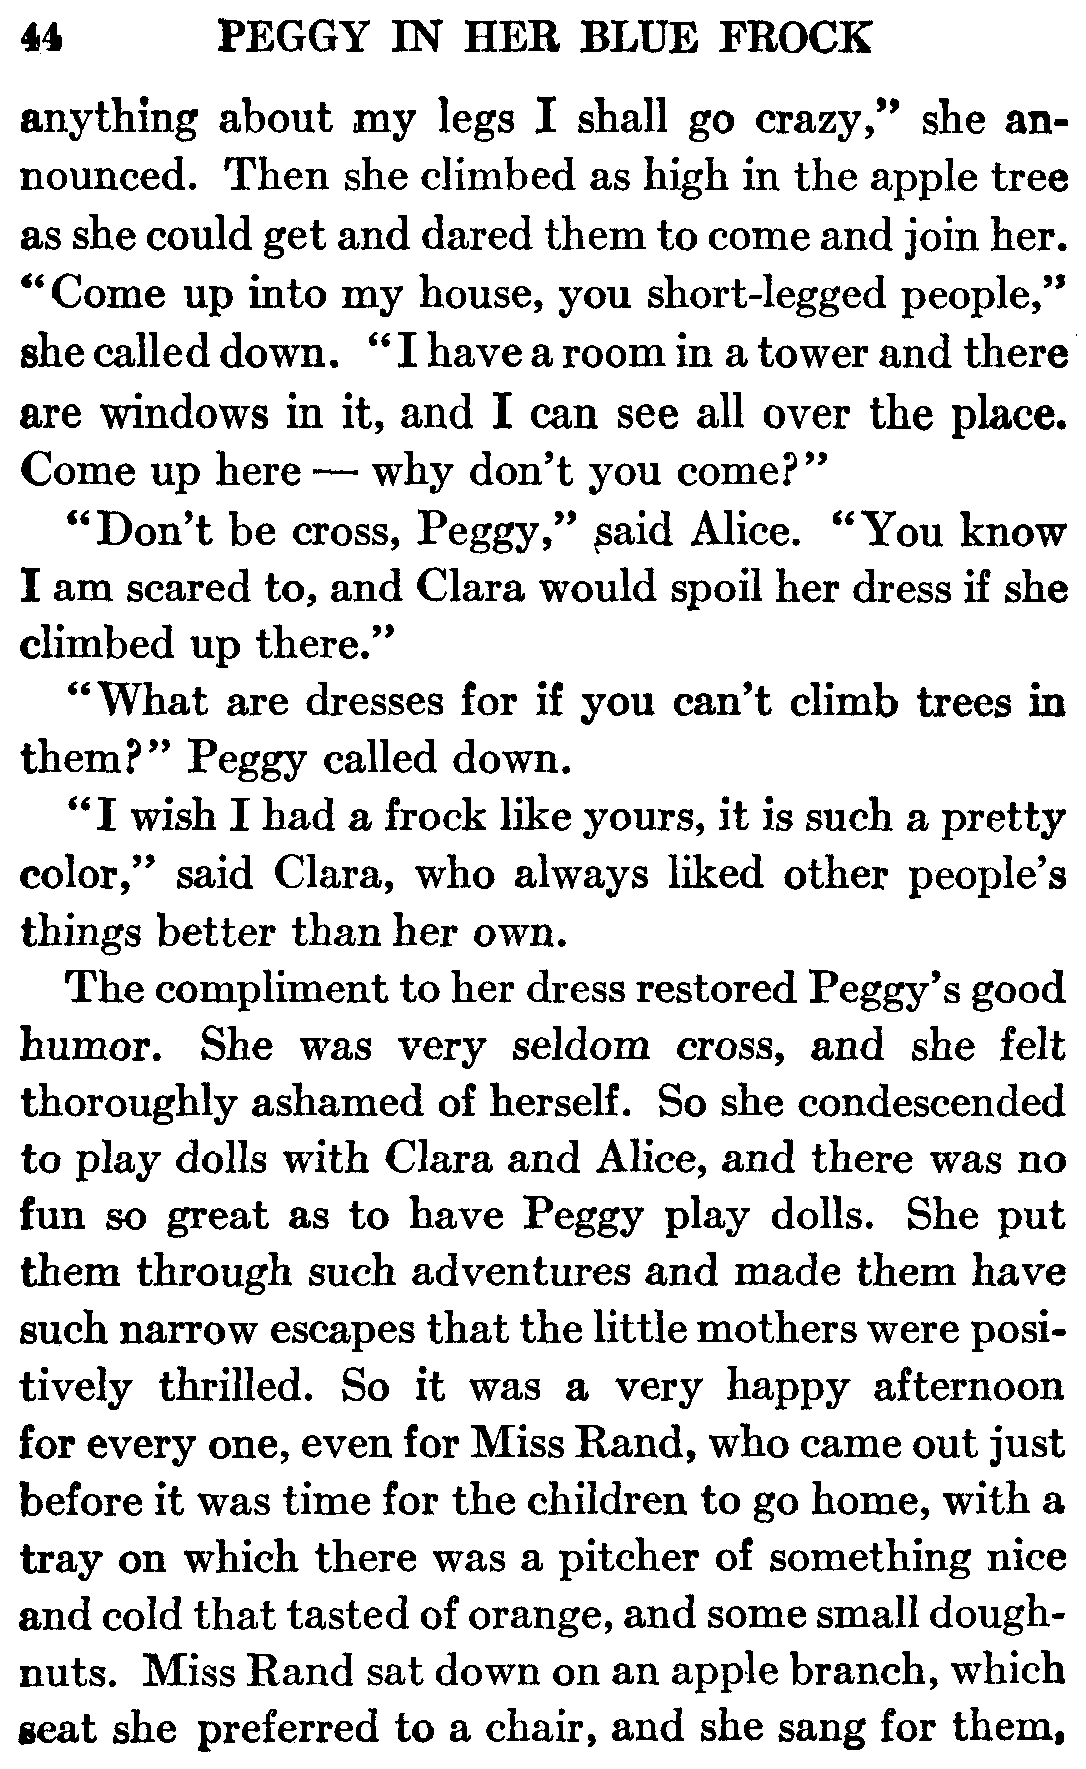 44 PEGGY IN HER BLUE FROCK
anything about my legs I shall go crazy,” she an-
nounced. Then she climbed as high in the apple tree
as she could get and dared them to come and join her.
“Come up into my house, you short-legged people,”
she called down. “I have a room in a tower and there
are windows in it, and I can see all over the place.
Come up here — why don’t you come?”
“Don’t be cross, Peggy,” said Alice. “You know
I am scared to, and Clara would spoil her dress if she
climbed up there.”
“What are dresses for if you can’t climb trees in
them?” Peggy called down.
“I wish I had a frock like yours, it is such a pretty
color,” said Clara, who always liked other people’s
things better than her own.
The compliment to her dress restored Peggy’s good
humor. She was very seldom cross, and she felt
thoroughly ashamed of herself. So she condescended
to play dolls with Clara and Alice, and there was no
fun so great as to have Peggy play dolls. She put
them through such adventures and made them have
such narrow escapes that the little mothers were posi-
tively thrilled. So it was a very happy afternoon
for every one, even for Miss Rand, who came out just
before it was time for the children to go home, with a
tray on which there was a pitcher of something nice
and cold that tasted of orange, and some small dough-
nuts. Miss Rand sat down on an apple branch, which
seat she preferred to a chair, and she sang for them,